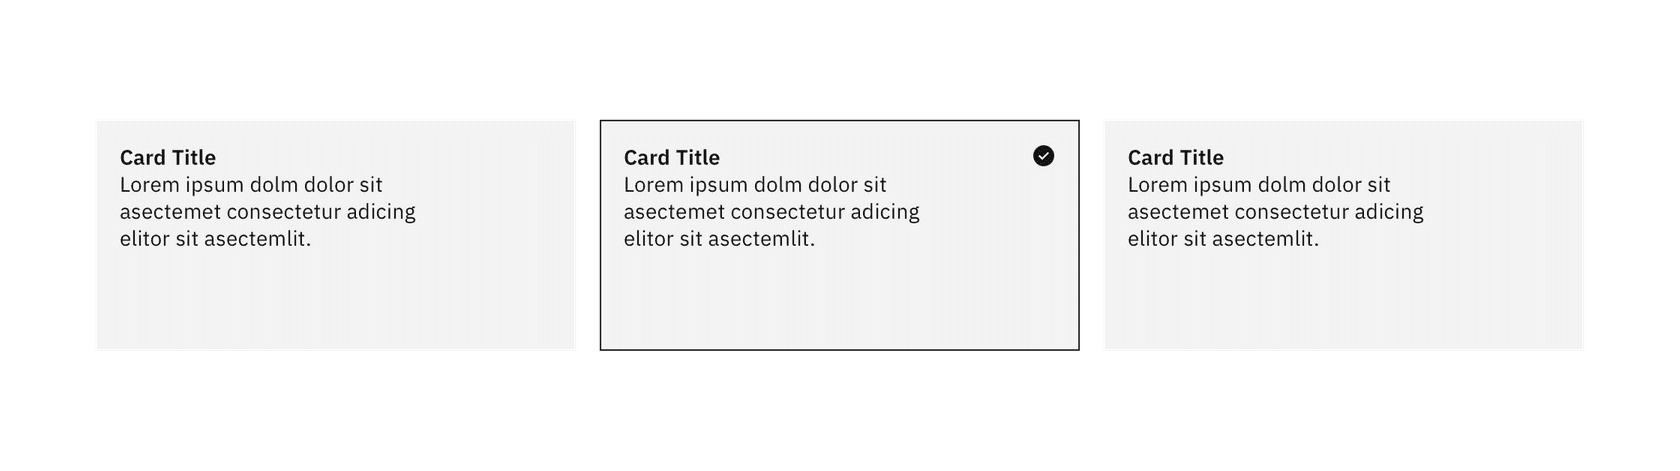 Card Title
Lorem ipsum dolm dolor sit
asectemet consectetur adicing
elitor sit asectemlit.
Card Title
Lorem ipsum dolm dolor sit
asectemet consectetur adicing
elitor sit asectemlit.
Card Title
Lorem ipsum dolm dolor sit
asectemet consectetur adicing
elitor sit asectemlit.